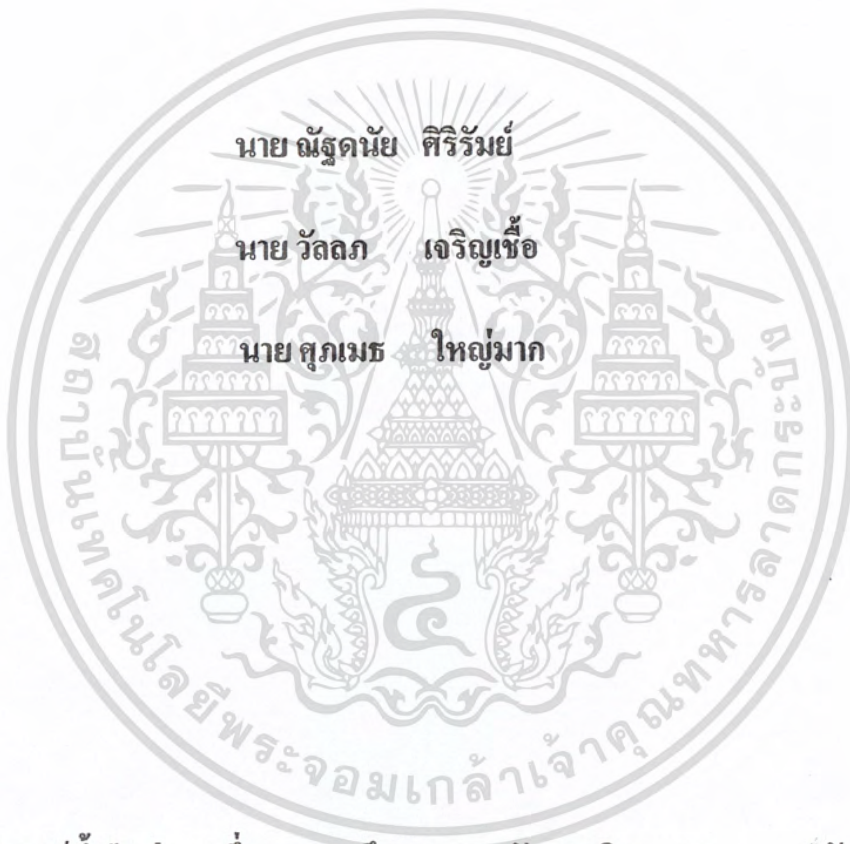 นาย ณัฐดนัย ศิริรัมย์
นาย วัลลภ เจริญเชื้อ
นาย ศุภเมธ ใหญ่มาก
สถาบันเทคโนโลยีพระจอมเกล้าเจ้าคุณทหารลาดกระบัง